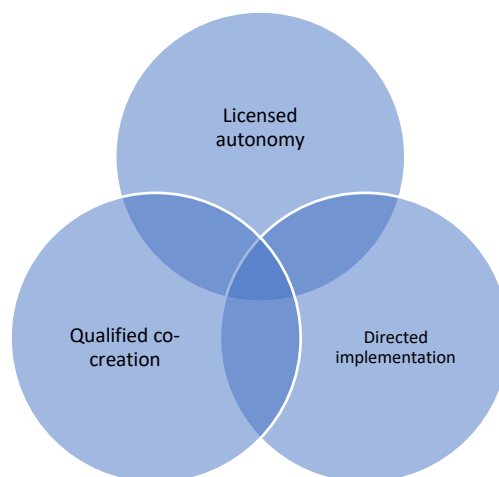 Licensed
autonomy
Qualified co-
creation
Directed
implementation